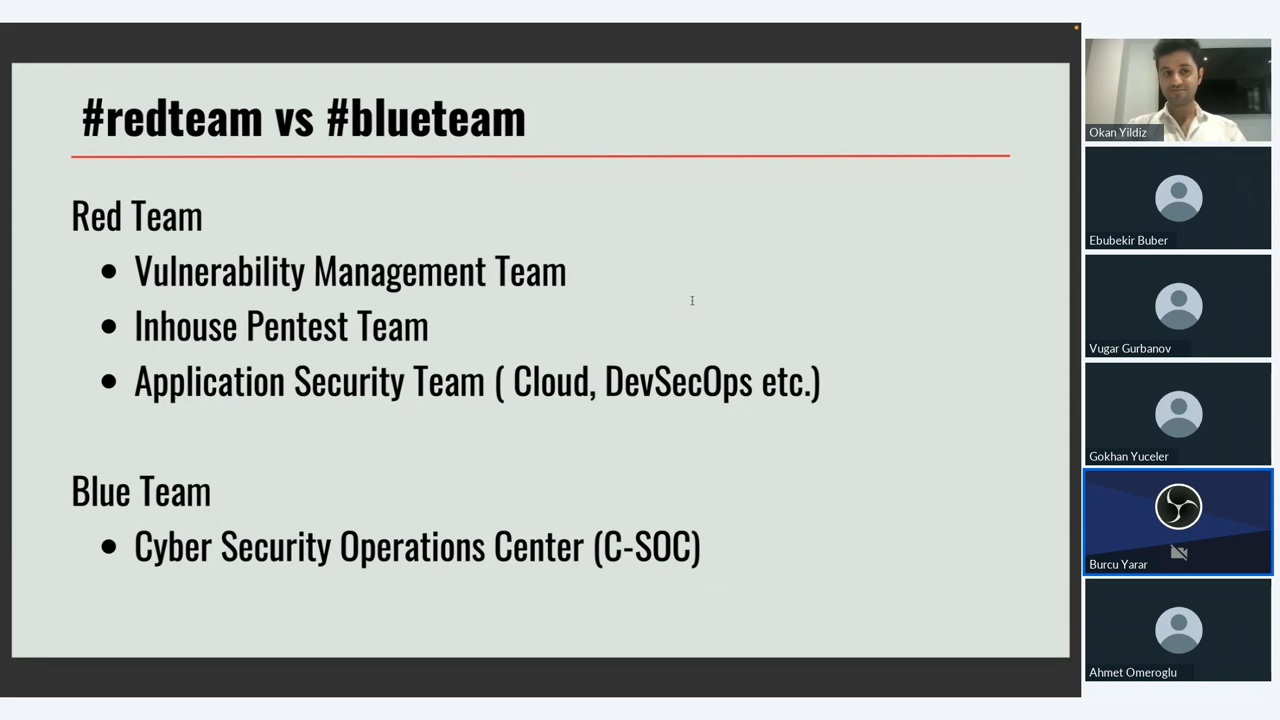 #redteam vs #blueteam
Red Team
• Vulnerability Management Team
• Inhouse Pentest Team
• Application Security Team ( Cloud, DevSecOps etc.)
Blue Team
• Cyber Security Operations Center (C-SOC)
Okan Yildiz
Ebubekir Buber
Vugar Gurbanov
Gokhan Yuceler
Burcu Yarar
Ahmet Omeroglu